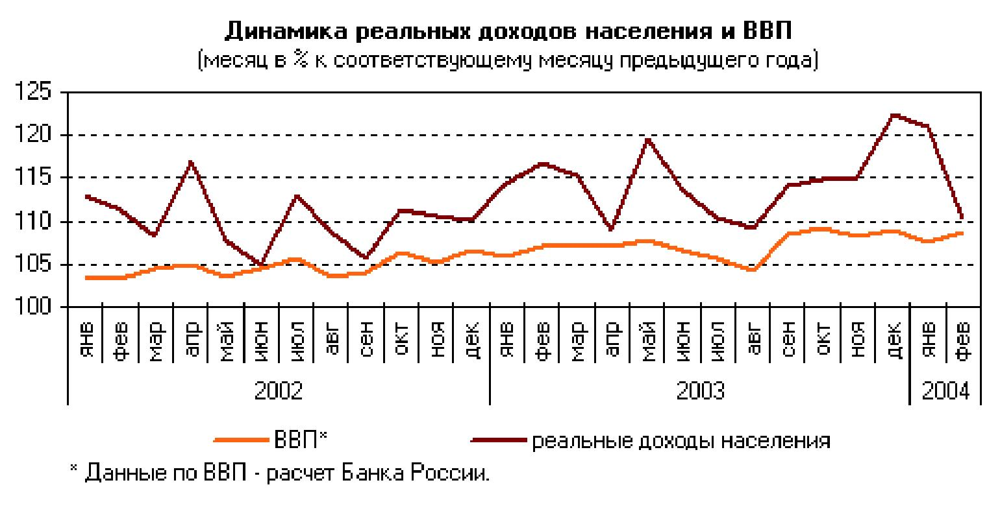 Динамика реальных доходов населения и ВВП
(месяц в % к соответствующему месяцу предыдущего года)
125
120
115
110
105
100
янв фев мар апр май июн июл авг сен окт ноя дек янв фев мар апр май июн июл авг сен окт ноя дек янв фев
2002 2003 2004
ВВП* реальные доходы населения
* Данные по ВВП - расчет Банка России.